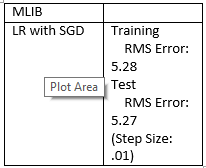 MLIB
LR with SGD
Training
RMS Error:
5.28
Test
RMS Error:
5.27
(Step Size:
.01)
Plot Area